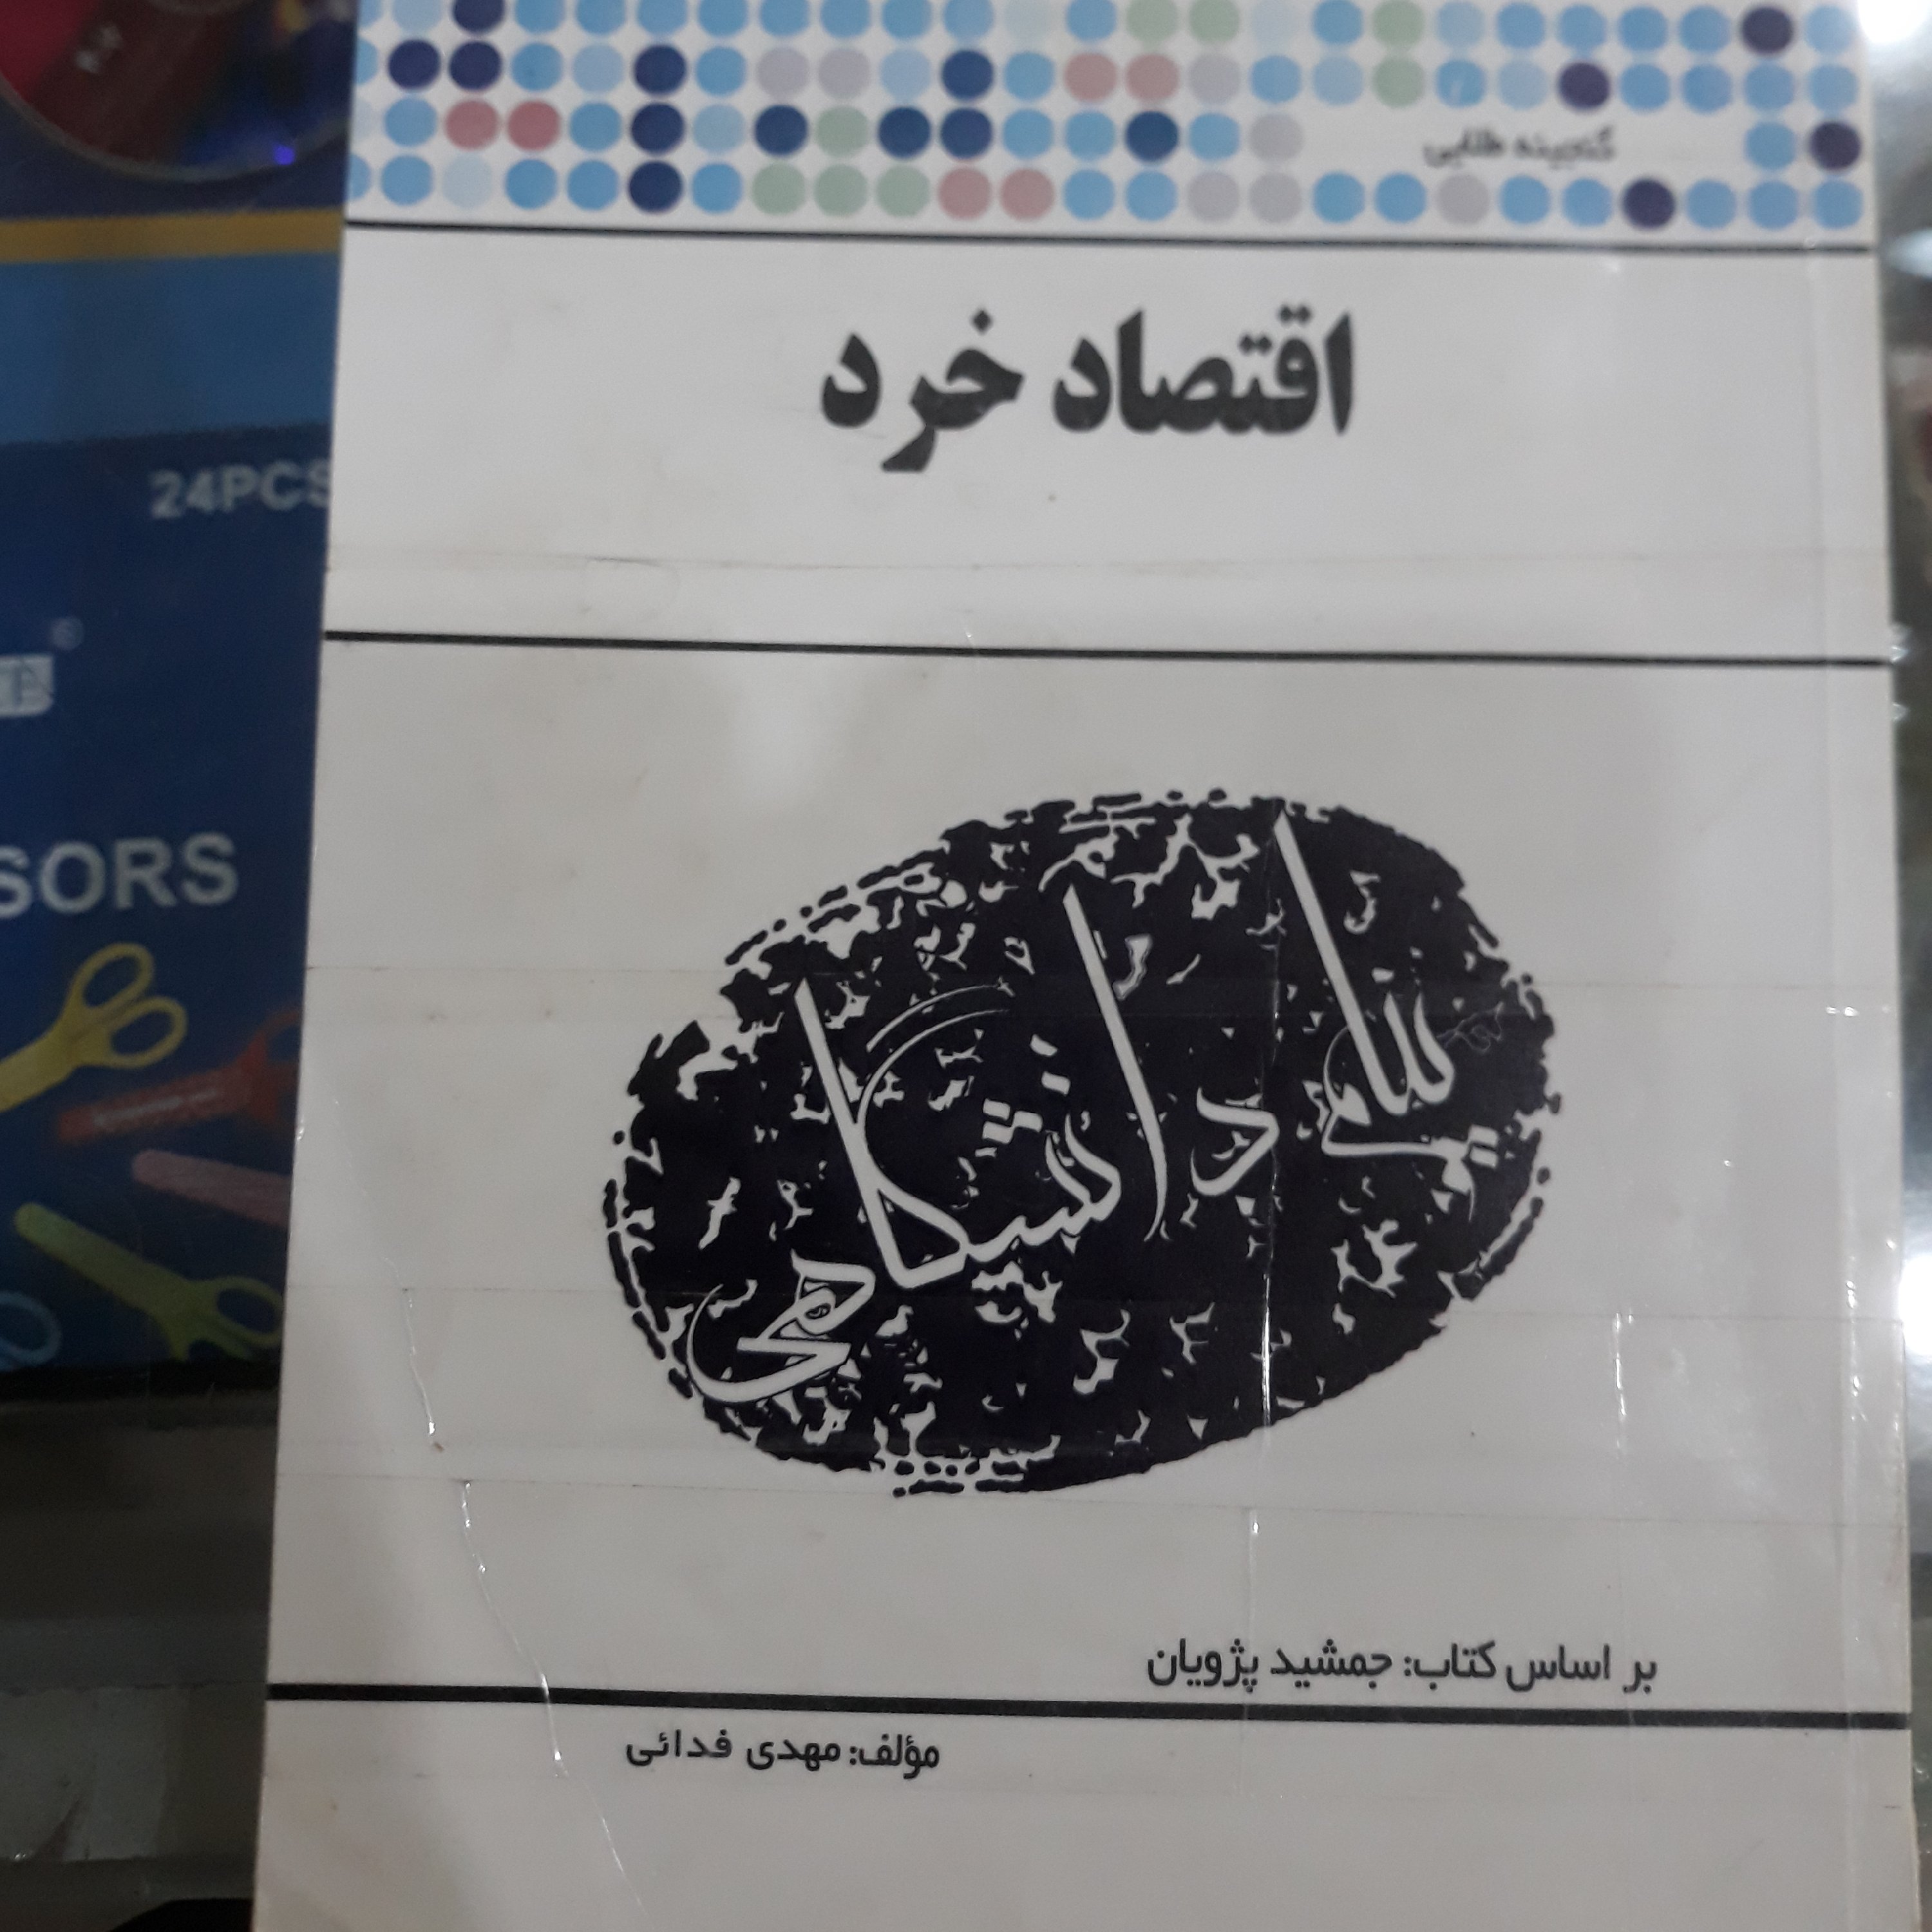 گنجینه طلایی
اقتصاد خرد
پیام دانشگاهی
بر اساس کتاب: جمشید پژویان
مؤلف: مهدی فدائی
24PCS
SORS